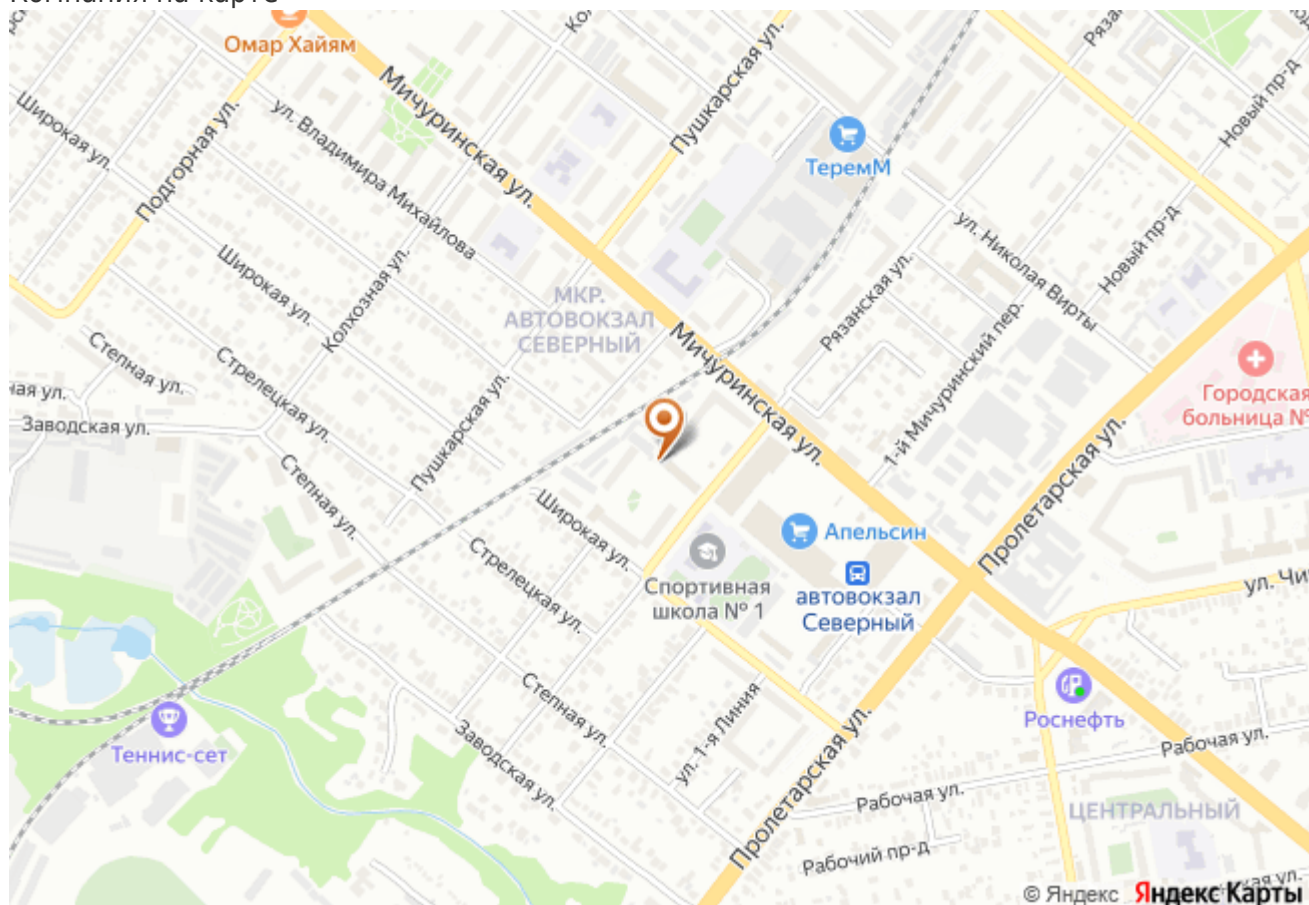 Компания на карте
Омар Хайям
Мичуринская ул.
Пушкарская ул.
Широкая ул.
Подгорная ул.
ул. Владимира Михайлова
ТеремМ
Новый пр-д
Новый пр-д
ул. Николая Вирты
Широкая ул.
Колхозная ул.
МКР.
АВТОВОКЗАЛ
СЕВЕРНЫЙ
Рязанская ул.
1-й Мичуринский пер.
Мичуринская ул.
Степная ул.
Стрелецкая ул.
Заводская ул.
Пушкарская ул.
Городская
больница №
Пролетарская ул.
Степная ул.
Широкая ул.
Апельсин
Стрелецкая ул.
Спортивная
школа № 1
автовокзал
Северный
Роснефть
Теннис-сет
Степная ул.
Заводская ул.
ул. 1-я Линия
Пролетарская ул.
Рабочая ул.
Рабочая ул.
ЦЕНТРАЛЬНЫЙ
Рабочий пр-д
© Яндекс Яндекс Карты